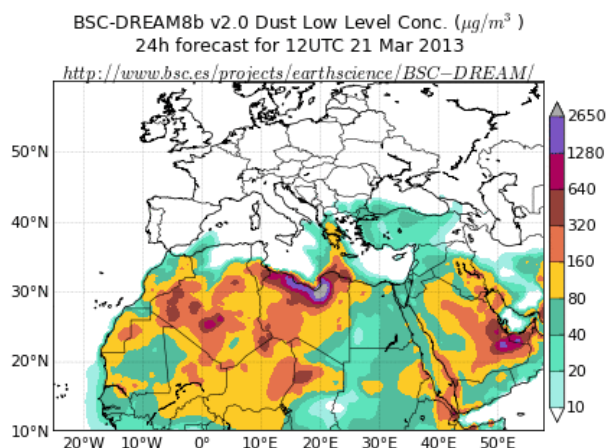 BSC-DREAM8b v2.0 Dust Low Level Conc. (μg/m³ )
24h forecast for 12UTC 21 Mar 2013
http://www.bsc.es/projects/earthscience/BSC−DREAM/
2650
1280
640
320
160
80
40
20
10
50°N
40°N
30°N
20°N
10°N
20°W 10°W 0° 10°E 20°E 30°E 40°E 50°E